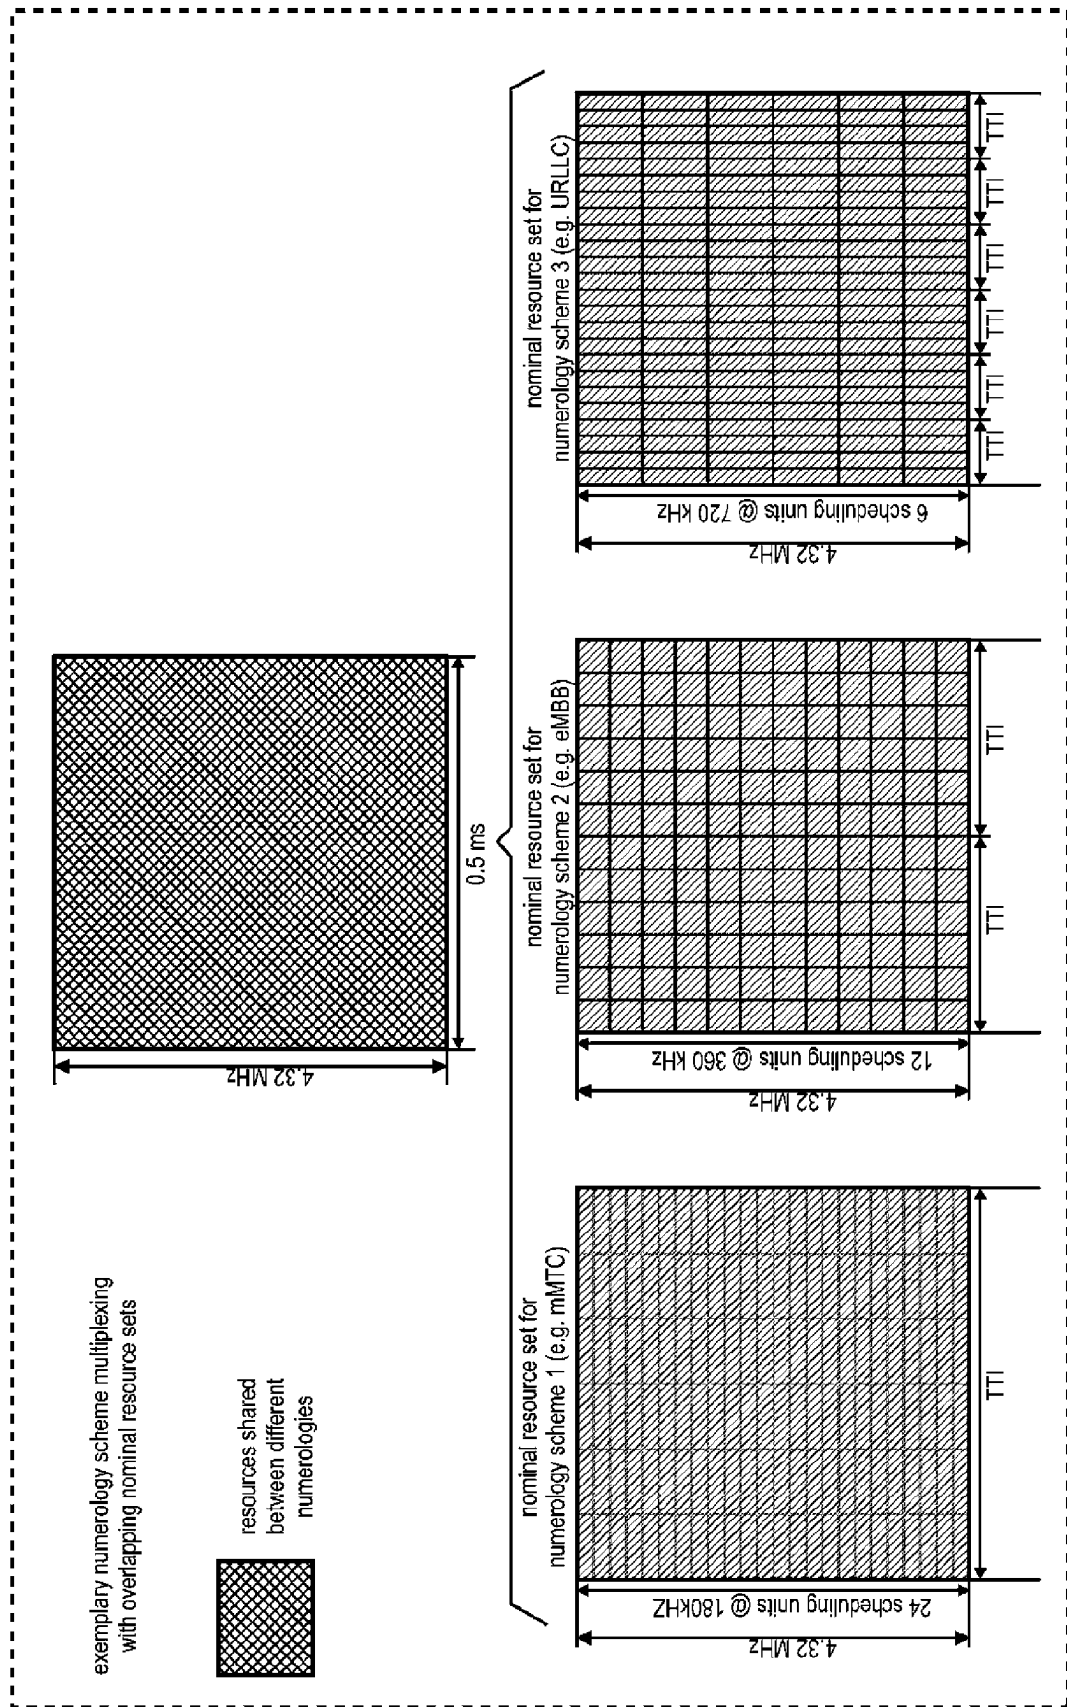 exemplary numerology scheme multiplexing
with overlapping nominal resource sets
resources shared
between different
numerologies
4.32 MHz
0.5 ms
nominal resource set for
numerology scheme 1 (e.g. mMTC)
4.32 MHz
24 scheduling units @ 180kHZ
TTI
nominal resource set for
numerology scheme 2 (e.g. eMBB)
4.32 MHz
12 scheduling units @ 360 kHz
TTI
TTI
nominal resource set for
numerology scheme 3 (e.g. URLLC)
4.32 MHz
6 scheduling units @ 720 kHz
TTI
TTI
TTI
TTI
TTI
TTI